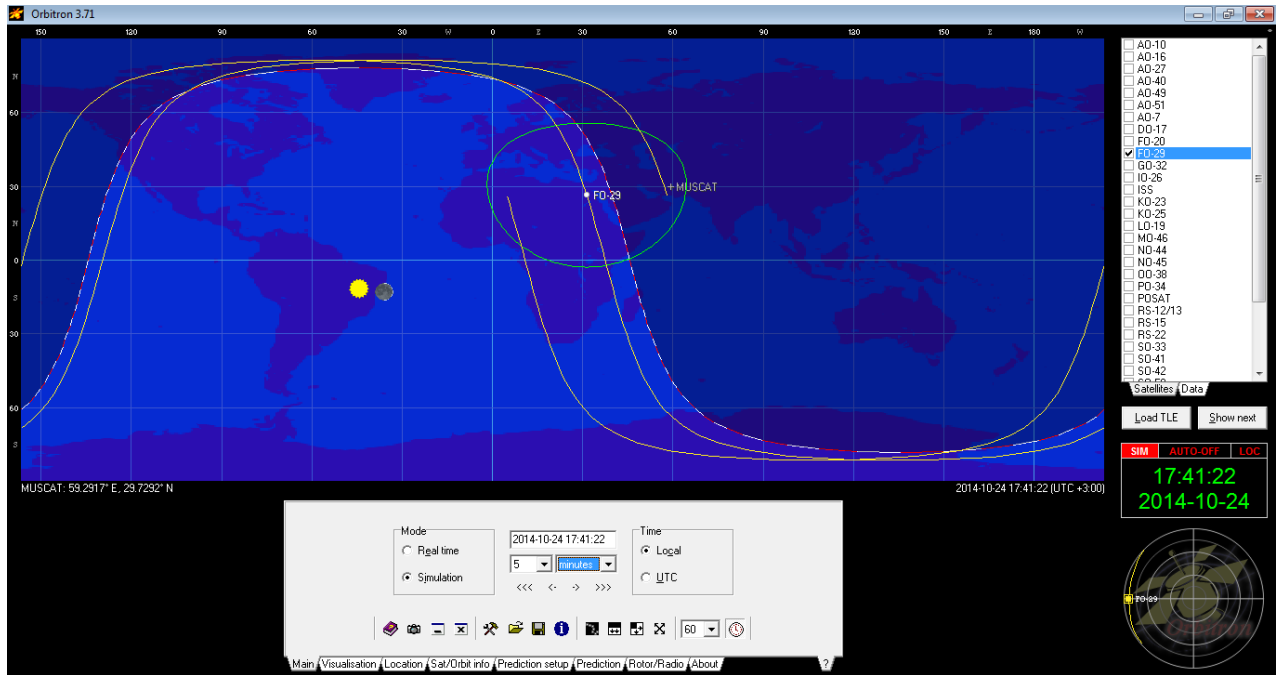 Orbitron 3.71
150 120 90 60 30 W 0 E 30 60 90 120 150 E 180 W
N
60
30
N
0
S
30
60
S
FO-29
+MUSCAT
MUSCAT: 59.2917° E, 29.7292° N
2014-10-24 17:41:22 (UTC +3:00)
AO-10
AO-16
AO-27
AO-40
AO-49
AO-51
AO-7
DO-17
FO-20
FO-29
GO-32
IO-26
ISS
KO-23
KO-25
LO-19
MO-46
NO-44
NO-45
OO-38
PO-34
POSAT
RS-12/13
RS-15
RS-22
SO-33
SO-41
SO-42
Satellites Data
Load TLE Show next
SIM AUTO-OFF LOC
17:41:22
2014-10-24
FO-29
Orbitron
Mode
Real time
Simulation
2014-10-24 17:41:22
5 minutes
<<< <- -> >>>
Time
Local
UTC
60
Main Visualisation Location Sat/Orbit info Prediction setup Prediction Rotor/Radio About ?